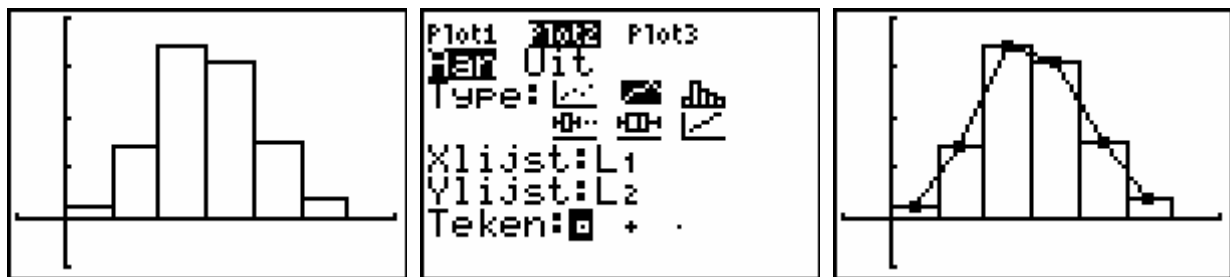 Plot1 Plot2 Plot3
Aan Uit
Type:
Xlijst:L1
Ylijst:L2
Teken: